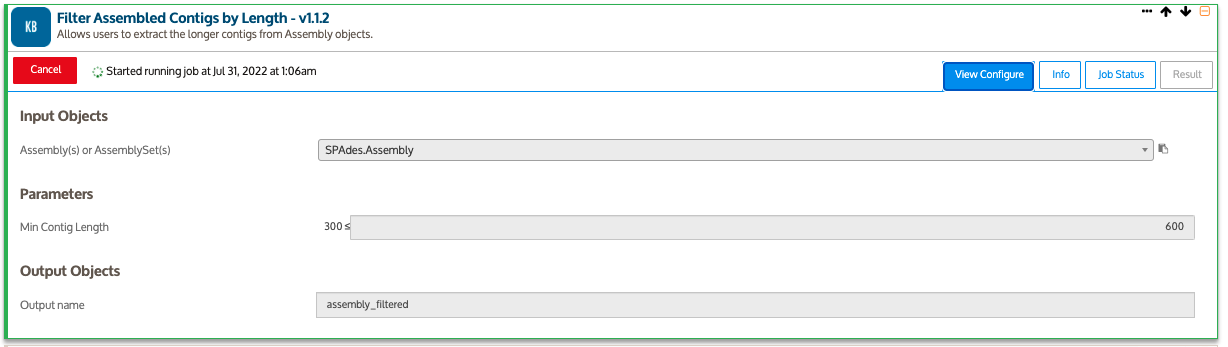 KB
Filter Assembled Contigs by Length - v1.1.2
Allows users to extract the longer contigs from Assembly objects.
Cancel
Started running job at Jul 31, 2022 at 1:06am
View Configure
Info
Job Status
Result
Input Objects
Assembly(s) or AssemblySet(s)
SPAdes.Assembly
Parameters
Min Contig Length
300 ≤
600
Output Objects
Output name
assembly_filtered